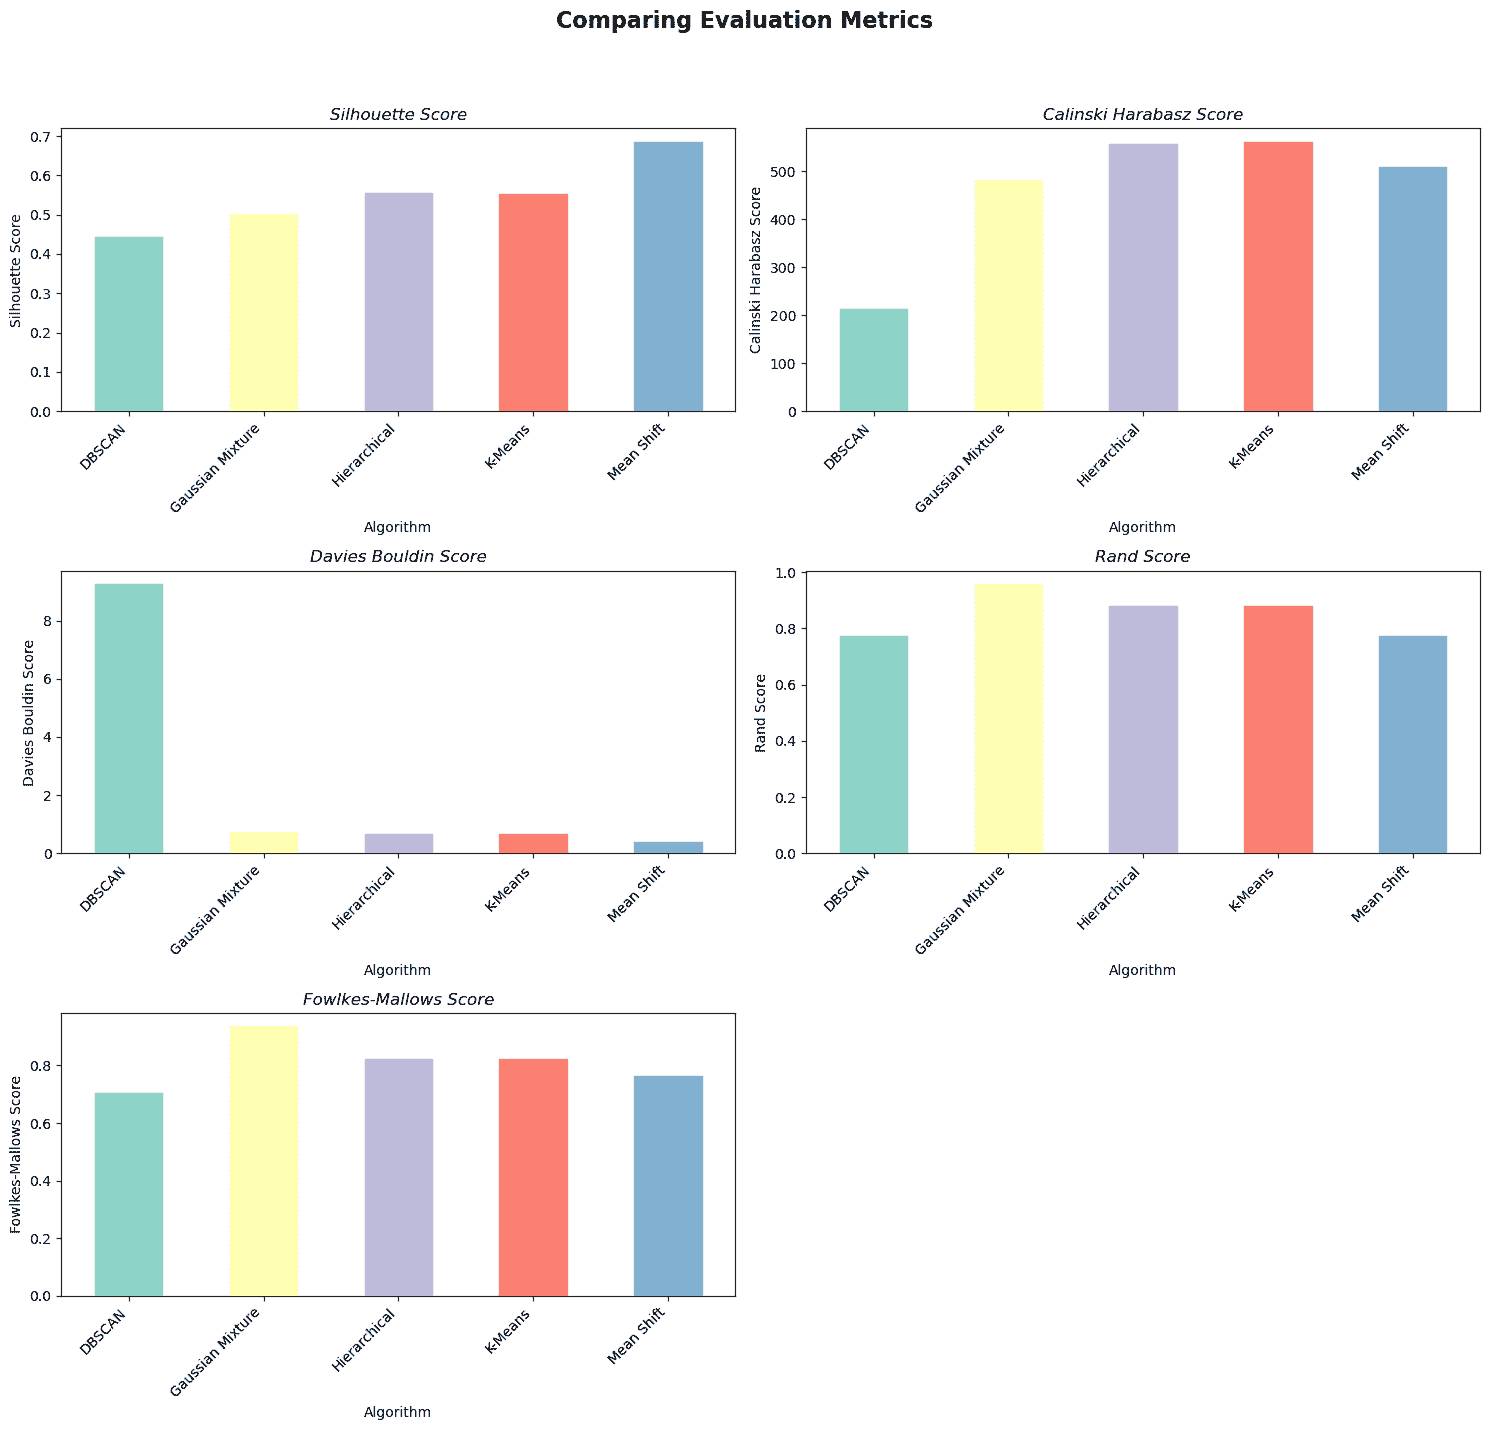 Comparing Evaluation Metrics
Silhouette Score
Silhouette Score
0.7
0.6
0.5
0.4
0.3
0.2
0.1
0.0
DBSCAN
Gaussian Mixture
Hierarchical
K-Means
Mean Shift
Algorithm
Calinski Harabasz Score
Calinski Harabasz Score
500
400
300
200
100
0
DBSCAN
Gaussian Mixture
Hierarchical
K-Means
Mean Shift
Algorithm
Davies Bouldin Score
Davies Bouldin Score
8
6
4
2
0
DBSCAN
Gaussian Mixture
Hierarchical
K-Means
Mean Shift
Algorithm
Rand Score
Rand Score
1.0
0.8
0.6
0.4
0.2
0.0
DBSCAN
Gaussian Mixture
Hierarchical
K-Means
Mean Shift
Algorithm
Fowlkes-Mallows Score
Fowlkes-Mallows Score
0.8
0.6
0.4
0.2
0.0
DBSCAN
Gaussian Mixture
Hierarchical
K-Means
Mean Shift
Algorithm